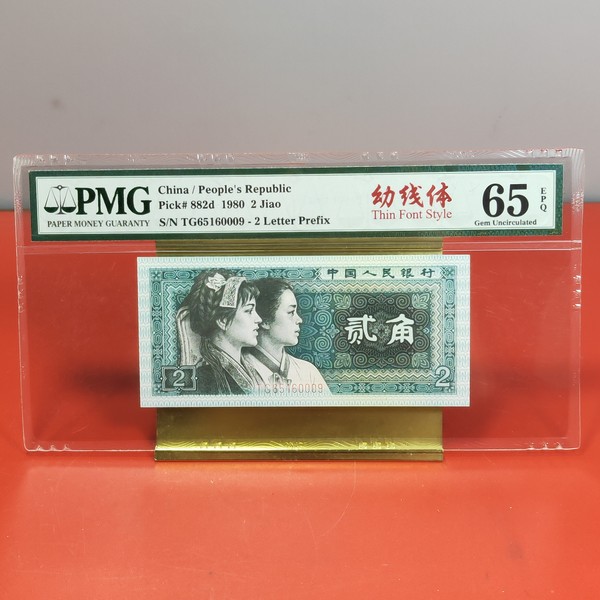 PMG
PAPER MONEY GUARANTY
China / People's Republic
Pick# 882d 1980 2 Jiao
S/N TG65160009 - 2 Letter Prefix
幼线体
Thin Font Style
65 EPQ
Gem Uncirculated
中国人民银行
贰角
2
TG65160009
2